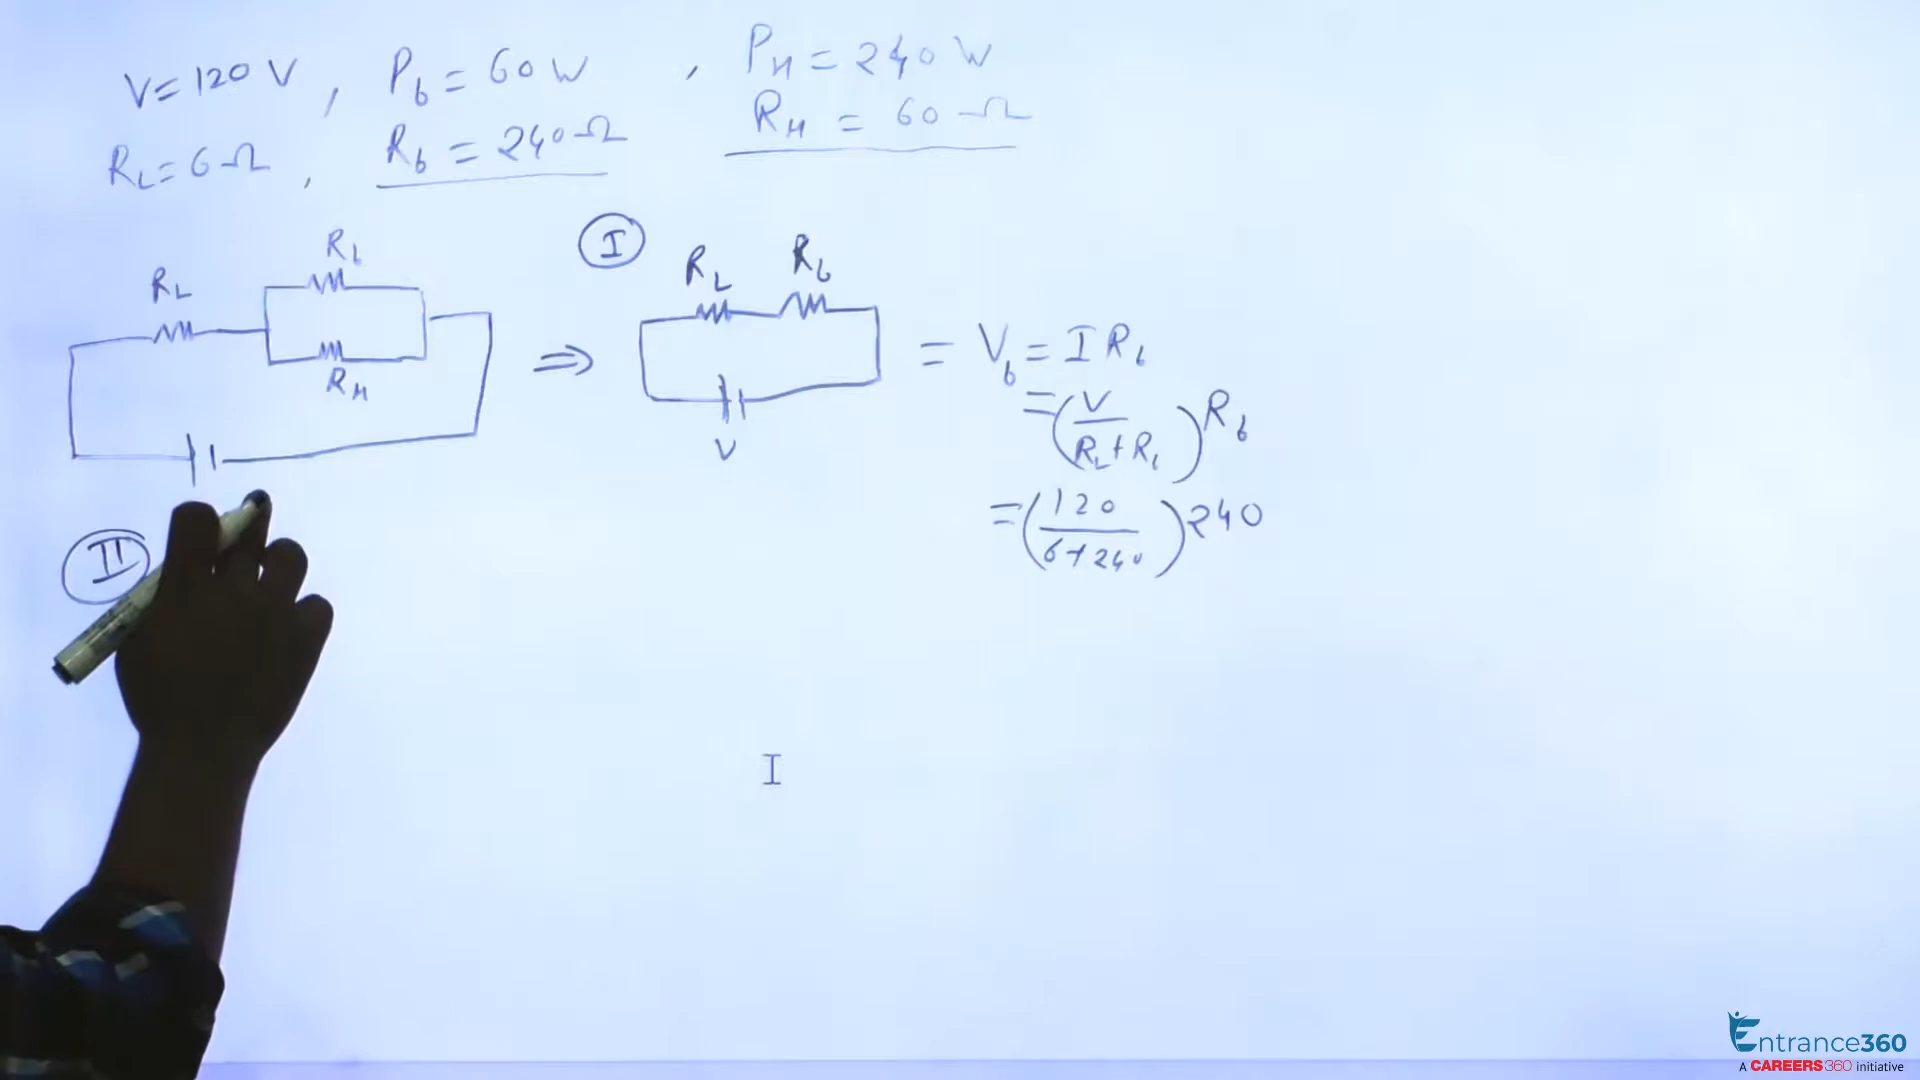 V = 120 V , P_b = 60 W , P_H = 240 W
R_L = 6 Ω , R_b = 240 Ω R_H = 60 Ω
R_L
R_b
R_H
⇒
I
R_L R_b
V
= V_b = I R_b
= (V / (R_L + R_b)) R_b
= (120 / (6 + 240)) 240
II
I
Entrance360
A CAREERS360 initiative